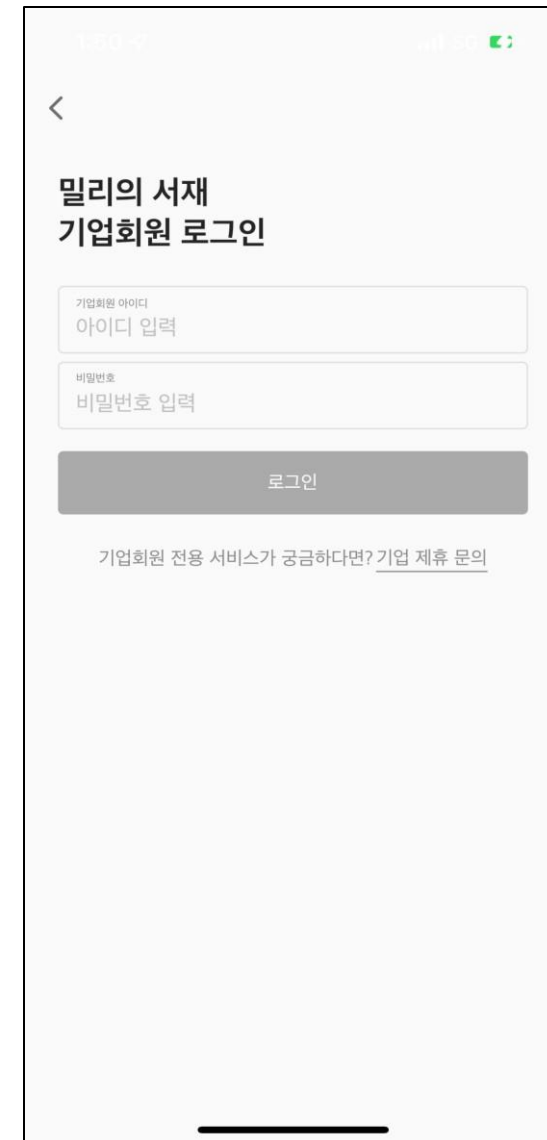 밀리의 서재
기업회원 로그인
기업회원 아이디
아이디 입력
비밀번호
비밀번호 입력
로그인
기업회원 전용 서비스가 궁금하다면? 기업 제휴 문의